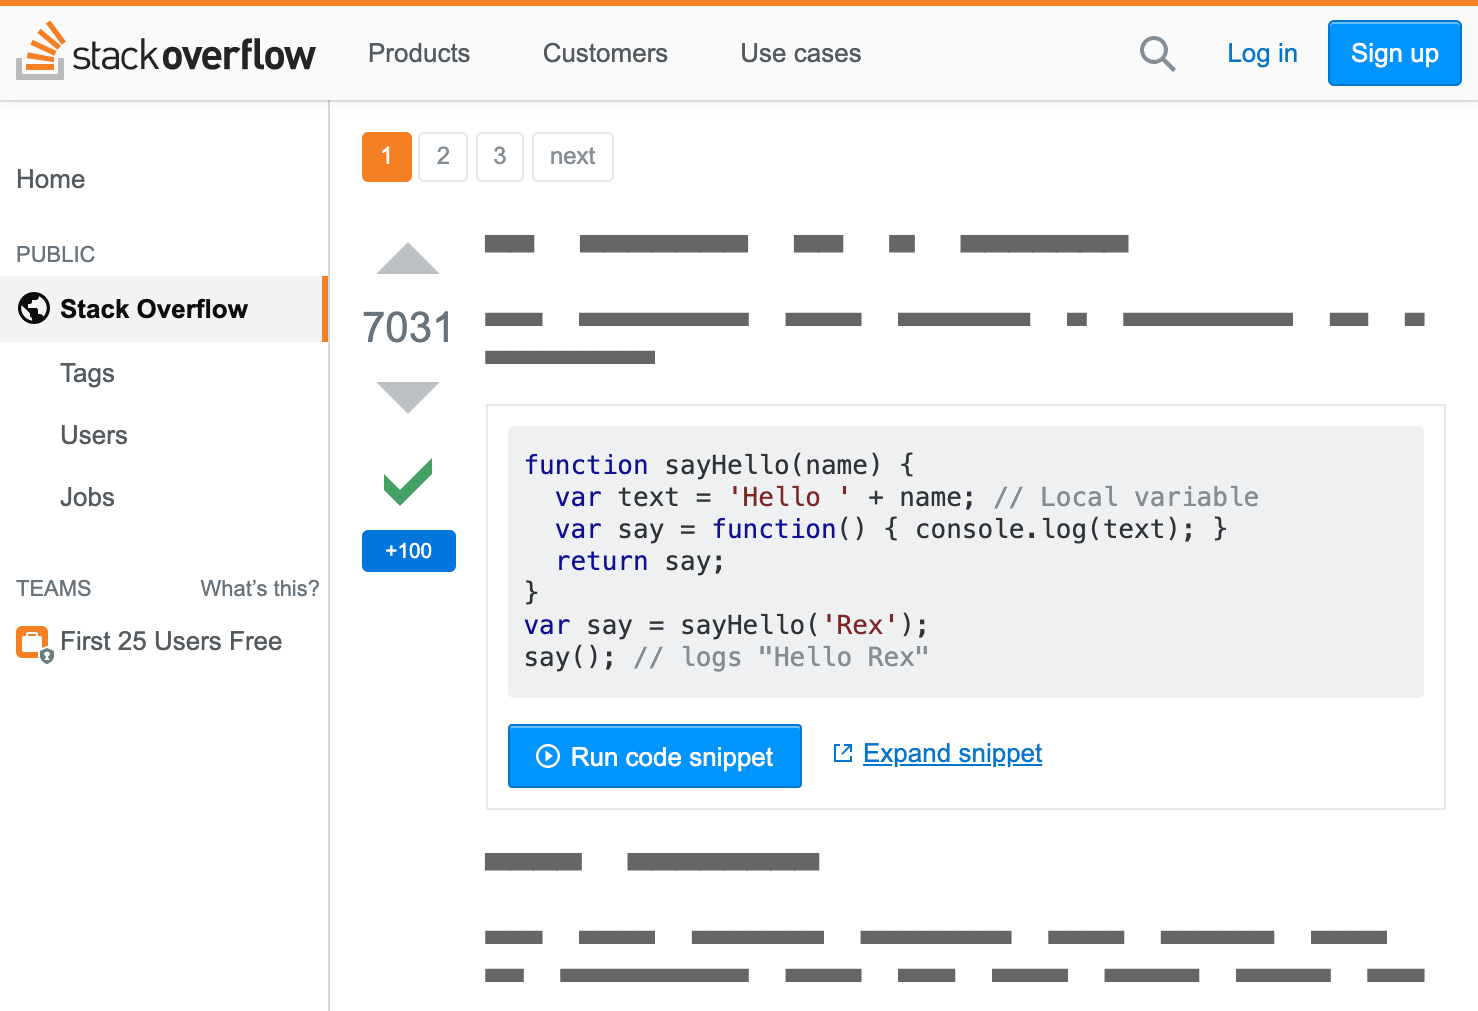 stackoverflow Products Customers Use cases Log in Sign up
Home
PUBLIC
Stack Overflow
Tags
Users
Jobs
TEAMS What’s this?
First 25 Users Free
1 2 3 next
7031
+100
function sayHello(name) {
  var text = 'Hello ' + name; // Local variable
  var say = function() { console.log(text); }
  return say;
}
var say = sayHello('Rex');
say(); // logs "Hello Rex"
Run code snippet Expand snippet